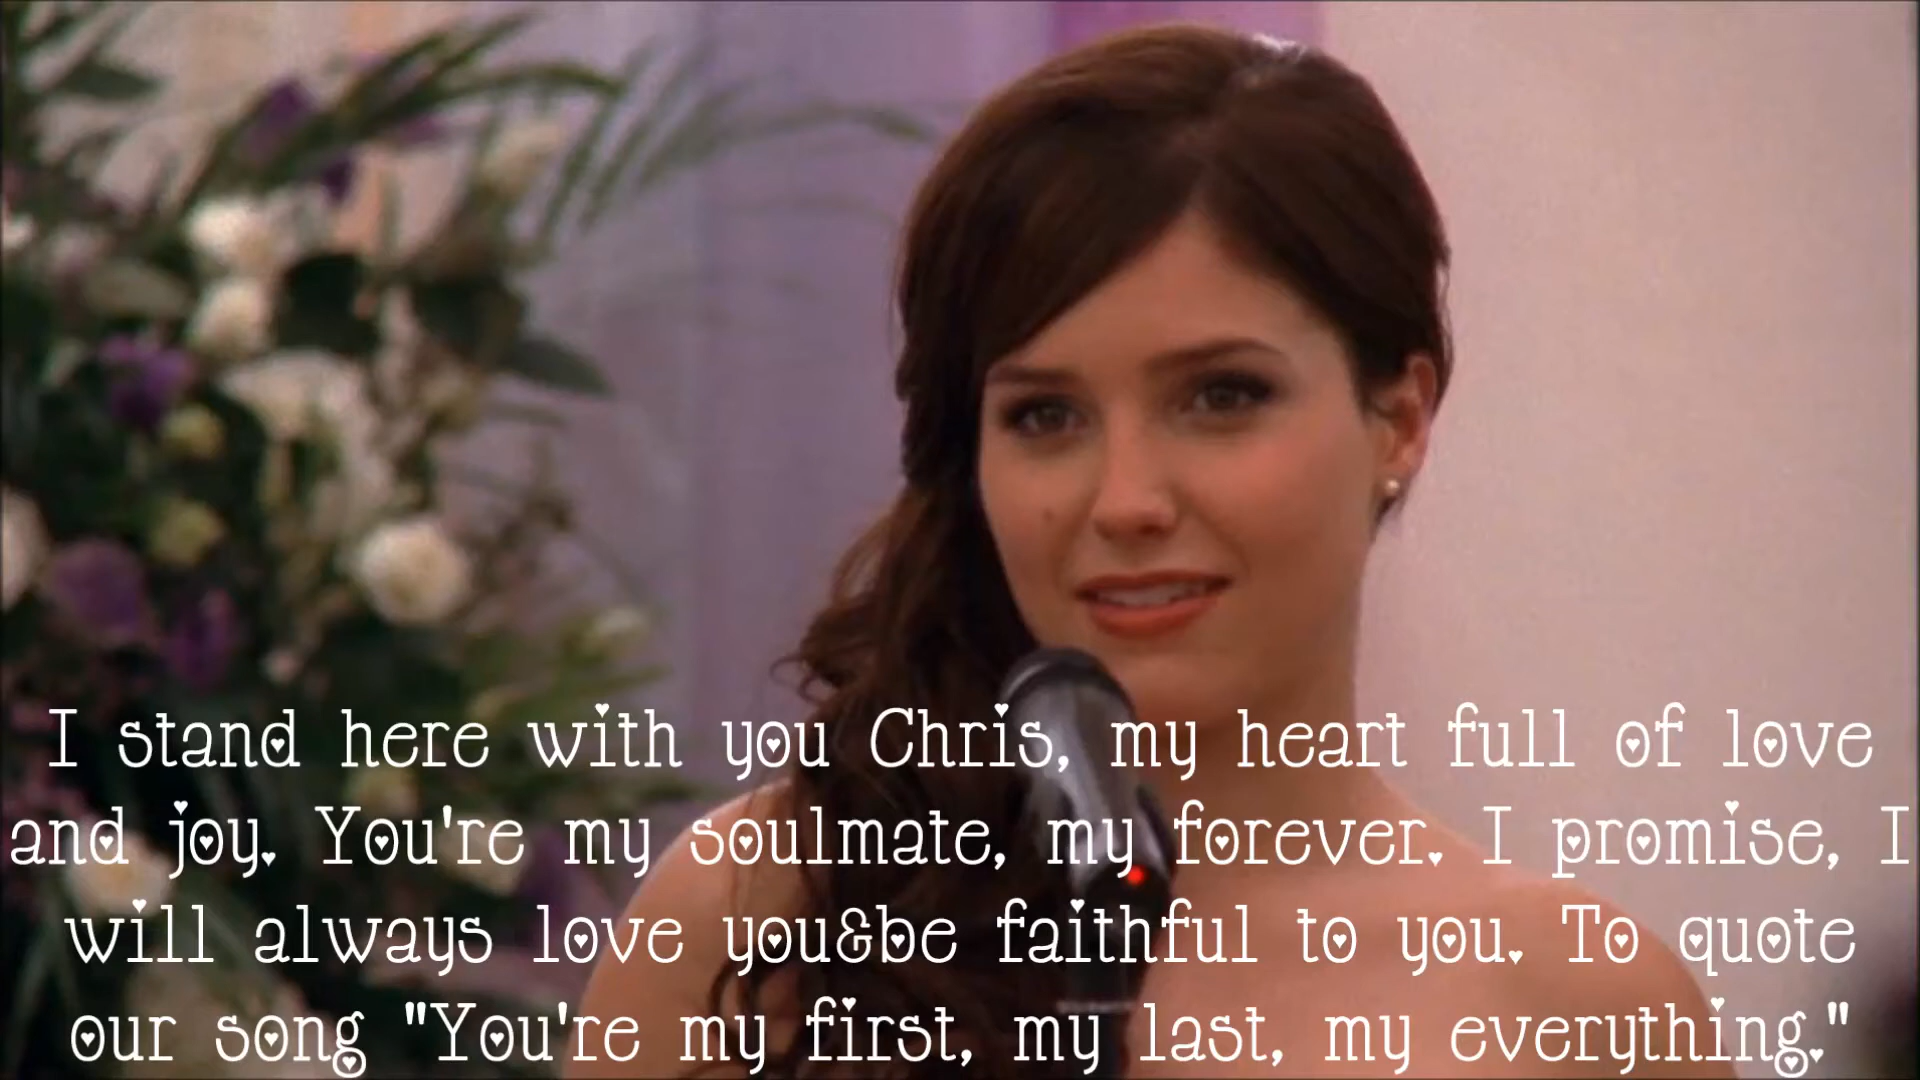 I stand here with you Chris, my heart full of love
and joy. You're my soulmate, my forever. I promise, I
will always love you&be faithful to you. To quote
our song "You're my first, my last, my everything."